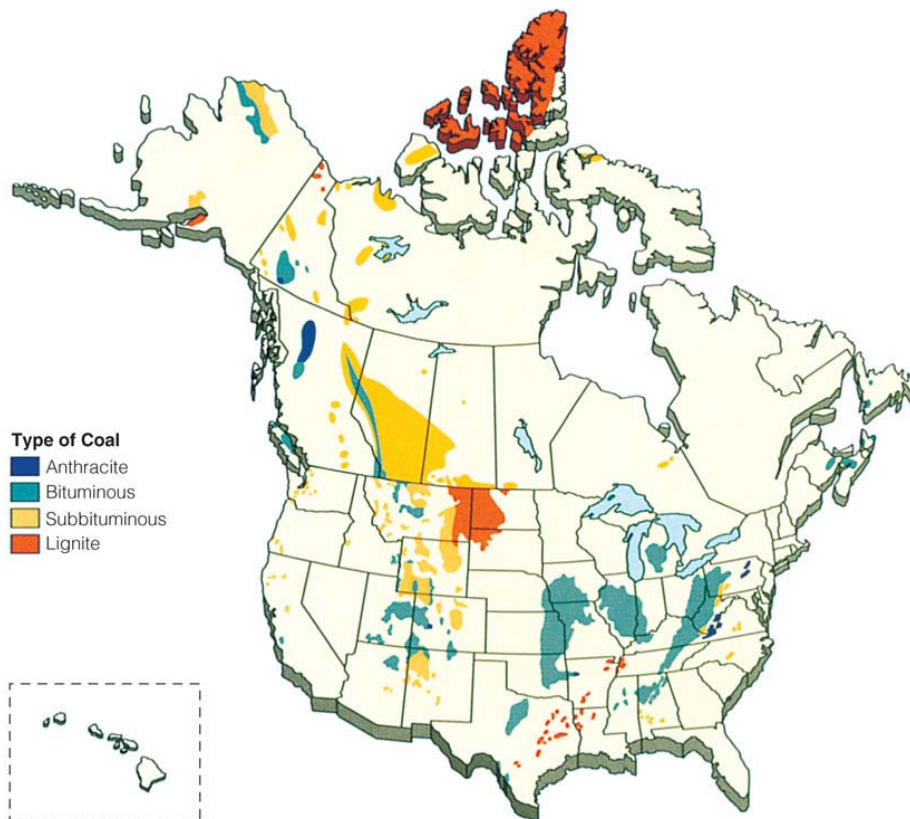 Type of Coal
Anthracite
Bituminous
Subbituminous
Lignite